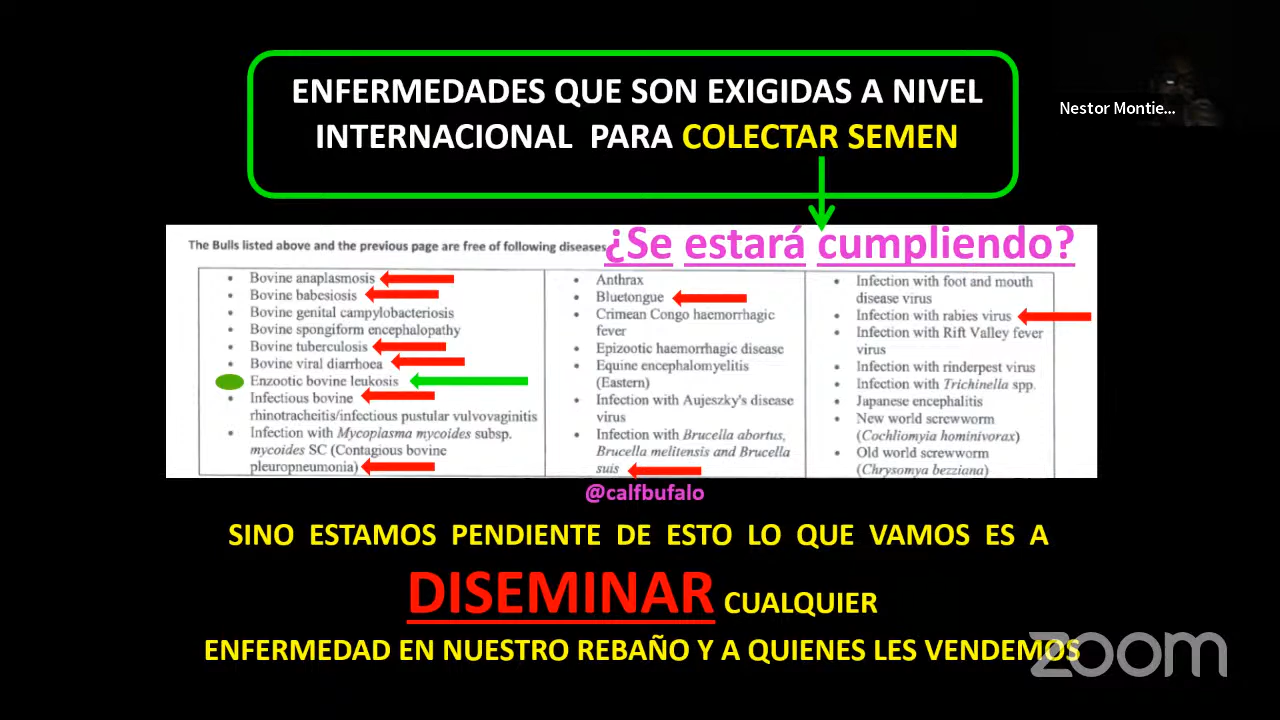 ENFERMEDADES QUE SON EXIGIDAS A NIVEL
INTERNACIONAL PARA COLECTAR SEMEN
Nestor Montie...
The Bulls listed above and the previous page are free of following diseases
¿Se estará cumpliendo?
• Bovine anaplasmosis
• Bovine babesiosis
• Bovine genital campylobacteriosis
• Bovine spongiform encephalopathy
• Bovine tuberculosis
• Bovine viral diarrhoea
Enzootic bovine leukosis
• Infectious bovine
rhinotracheitis/infectious pustular vulvovaginitis
• Infection with Mycoplasma mycoides subsp.
mycoides SC (Contagious bovine
pleuropneumonia)
• Anthrax
• Bluetongue
• Crimean Congo haemorrhagic
fever
• Epizootic haemorrhagic disease
• Equine encephalomyelitis
(Eastern)
• Infection with Aujeszky's disease
virus
• Infection with Brucella abortus,
Brucella melitensis and Brucella
suis
• Infection with foot and mouth
disease virus
• Infection with rabies virus
• Infection with Rift Valley fever
virus
• Infection with rinderpest virus
• Infection with Trichinella spp.
• Japanese encephalitis
• New world screwworm
(Cochliomyia hominivorax)
• Old world screwworm
(Chrysomya bezziana)
@calfbufalo
SINO ESTAMOS PENDIENTE DE ESTO LO QUE VAMOS ES A
DISEMINAR CUALQUIER
ENFERMEDAD EN NUESTRO REBAÑO Y A QUIENES LES VENDEMOS
zoom